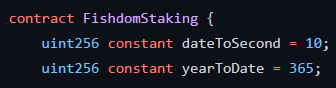 contract FishdomStaking {
    uint256 constant dateToSecond = 10;
    uint256 constant yearToDate = 365;